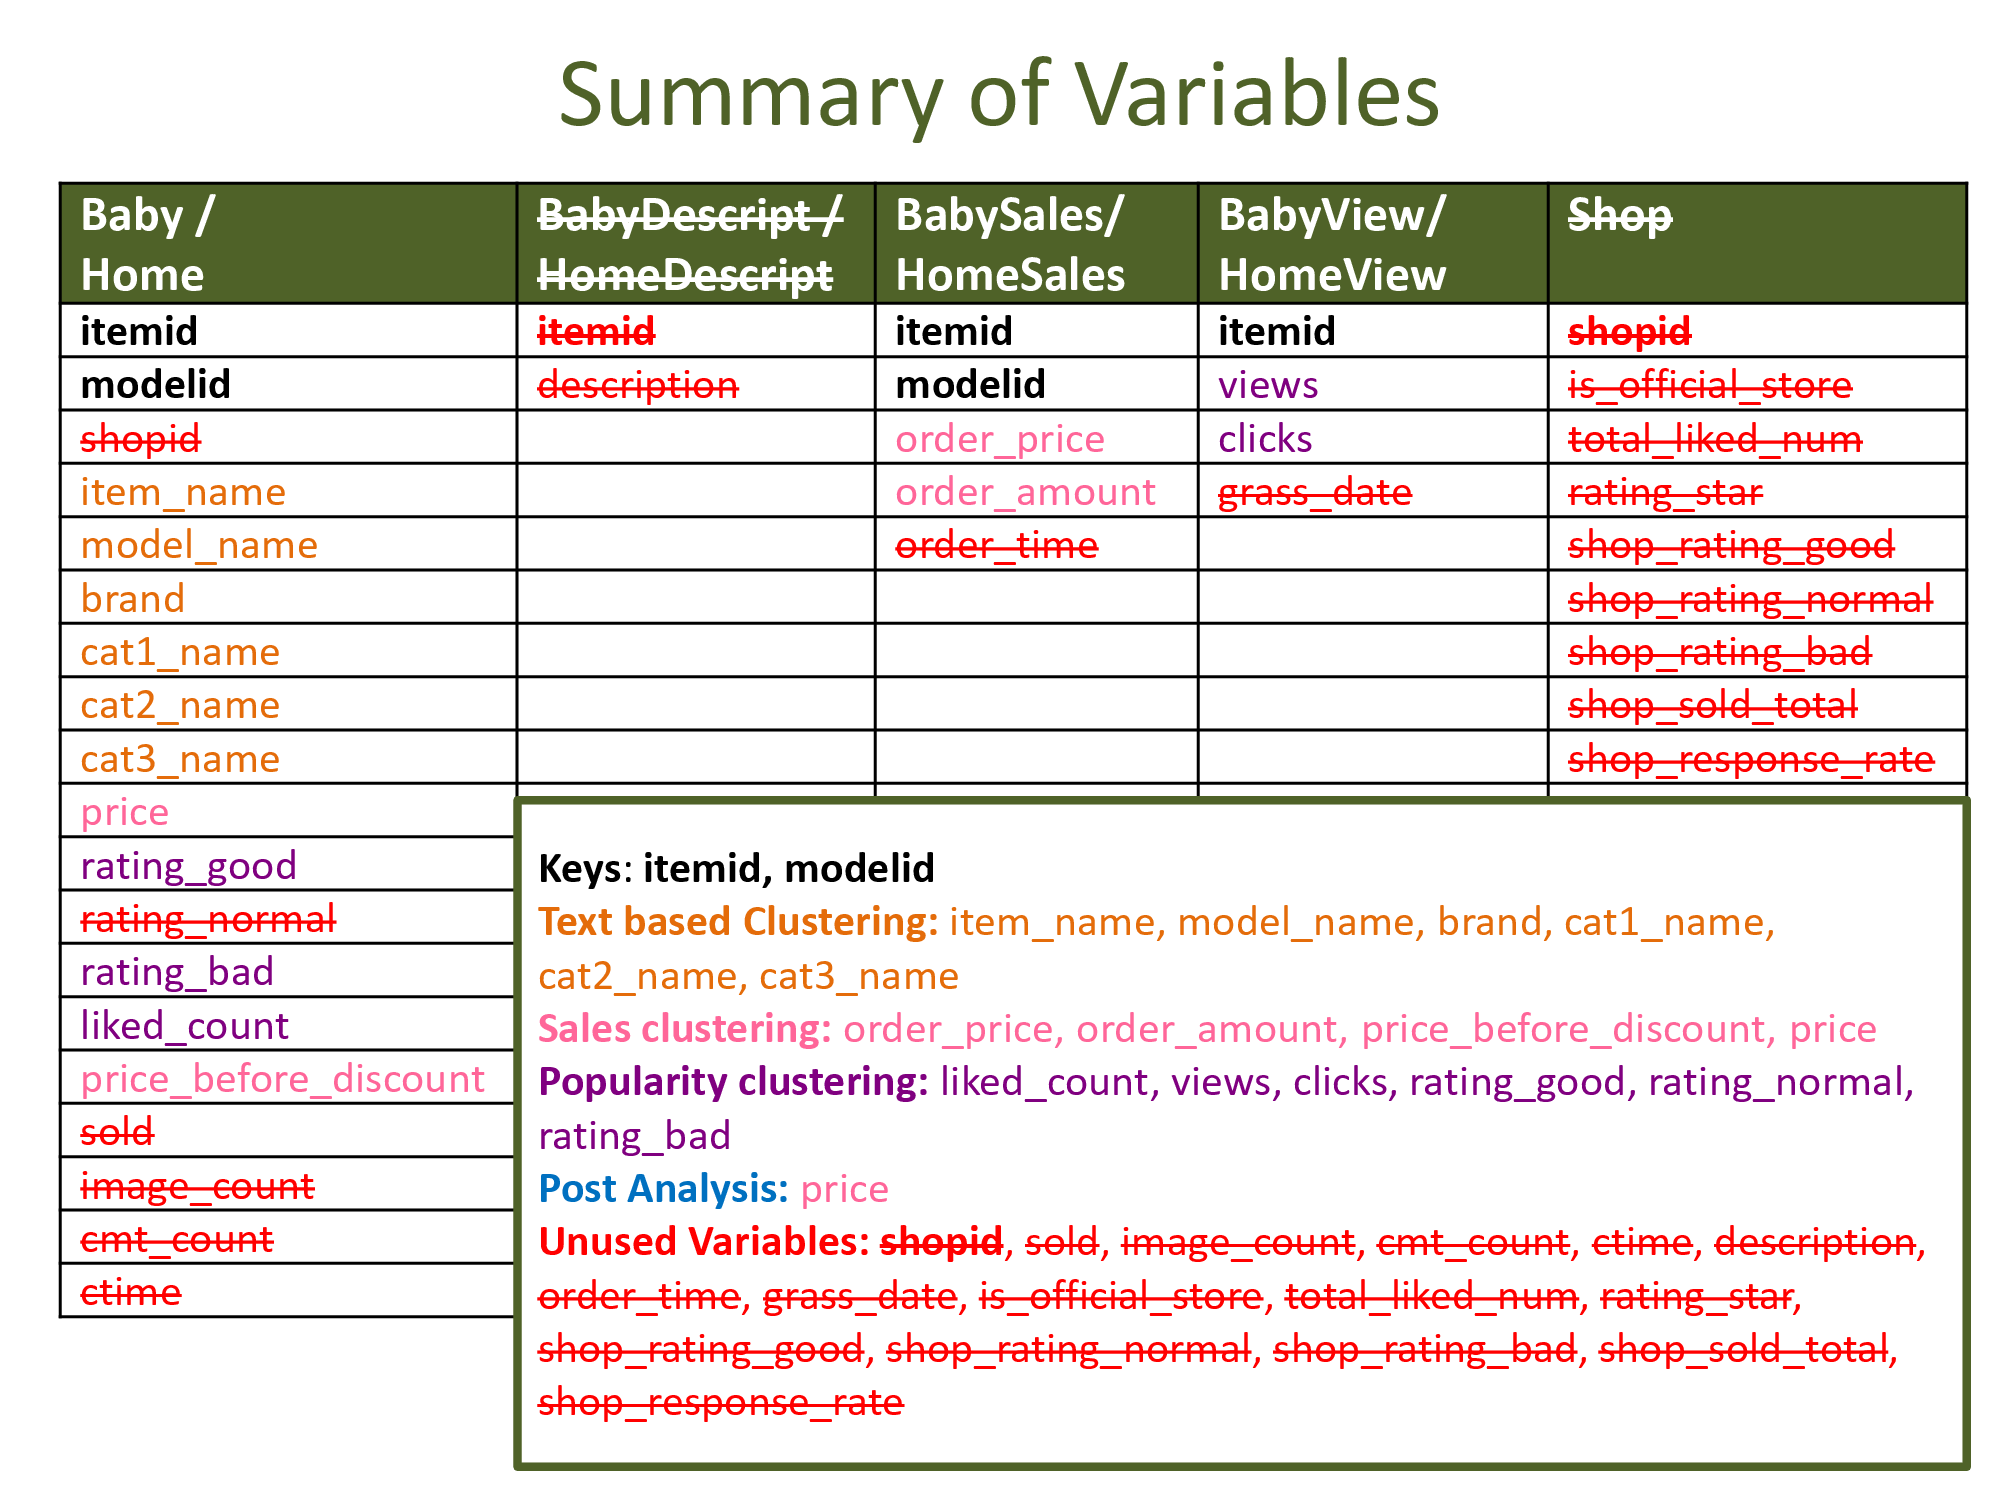 Summary of Variables
Baby / BabyDescript / BabySales/ BabyView/ Shop
Home HomeDescript HomeSales HomeView
itemid itemid itemid itemid shopid
modelid description modelid views is_official_store
shopid order_price clicks total_liked_num
item_name order_amount grass_date rating_star
model_name order_time shop_rating_good
brand shop_rating_normal
cat1_name shop_rating_bad
cat2_name shop_sold_total
cat3_name shop_response_rate
price
rating_good
rating_normal
rating_bad
liked_count
price_before_discount
sold
image_count
cmt_count
ctime
Keys: itemid, modelid
Text based Clustering: item_name, model_name, brand, cat1_name,
cat2_name, cat3_name
Sales clustering: order_price, order_amount, price_before_discount, price
Popularity clustering: liked_count, views, clicks, rating_good, rating_normal,
rating_bad
Post Analysis: price
Unused Variables: shopid, sold, image_count, cmt_count, ctime, description,
order_time, grass_date, is_official_store, total_liked_num, rating_star,
shop_rating_good, shop_rating_normal, shop_rating_bad, shop_sold_total,
shop_response_rate